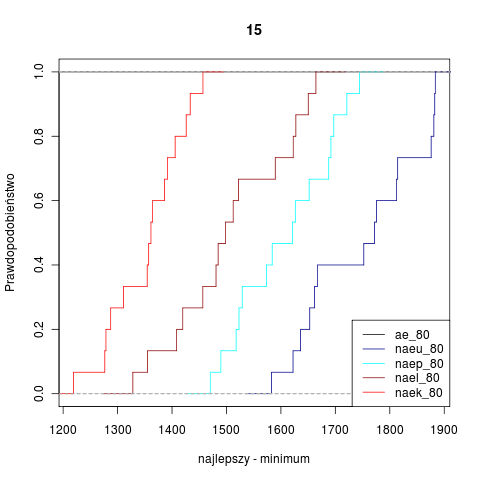 15
Prawdopodobieństwo
1.0
0.8
0.6
0.4
0.2
0.0
ae_80
naeu_80
naep_80
nael_80
naek_80
1200 1300 1400 1500 1600 1700 1800 1900
najlepszy - minimum